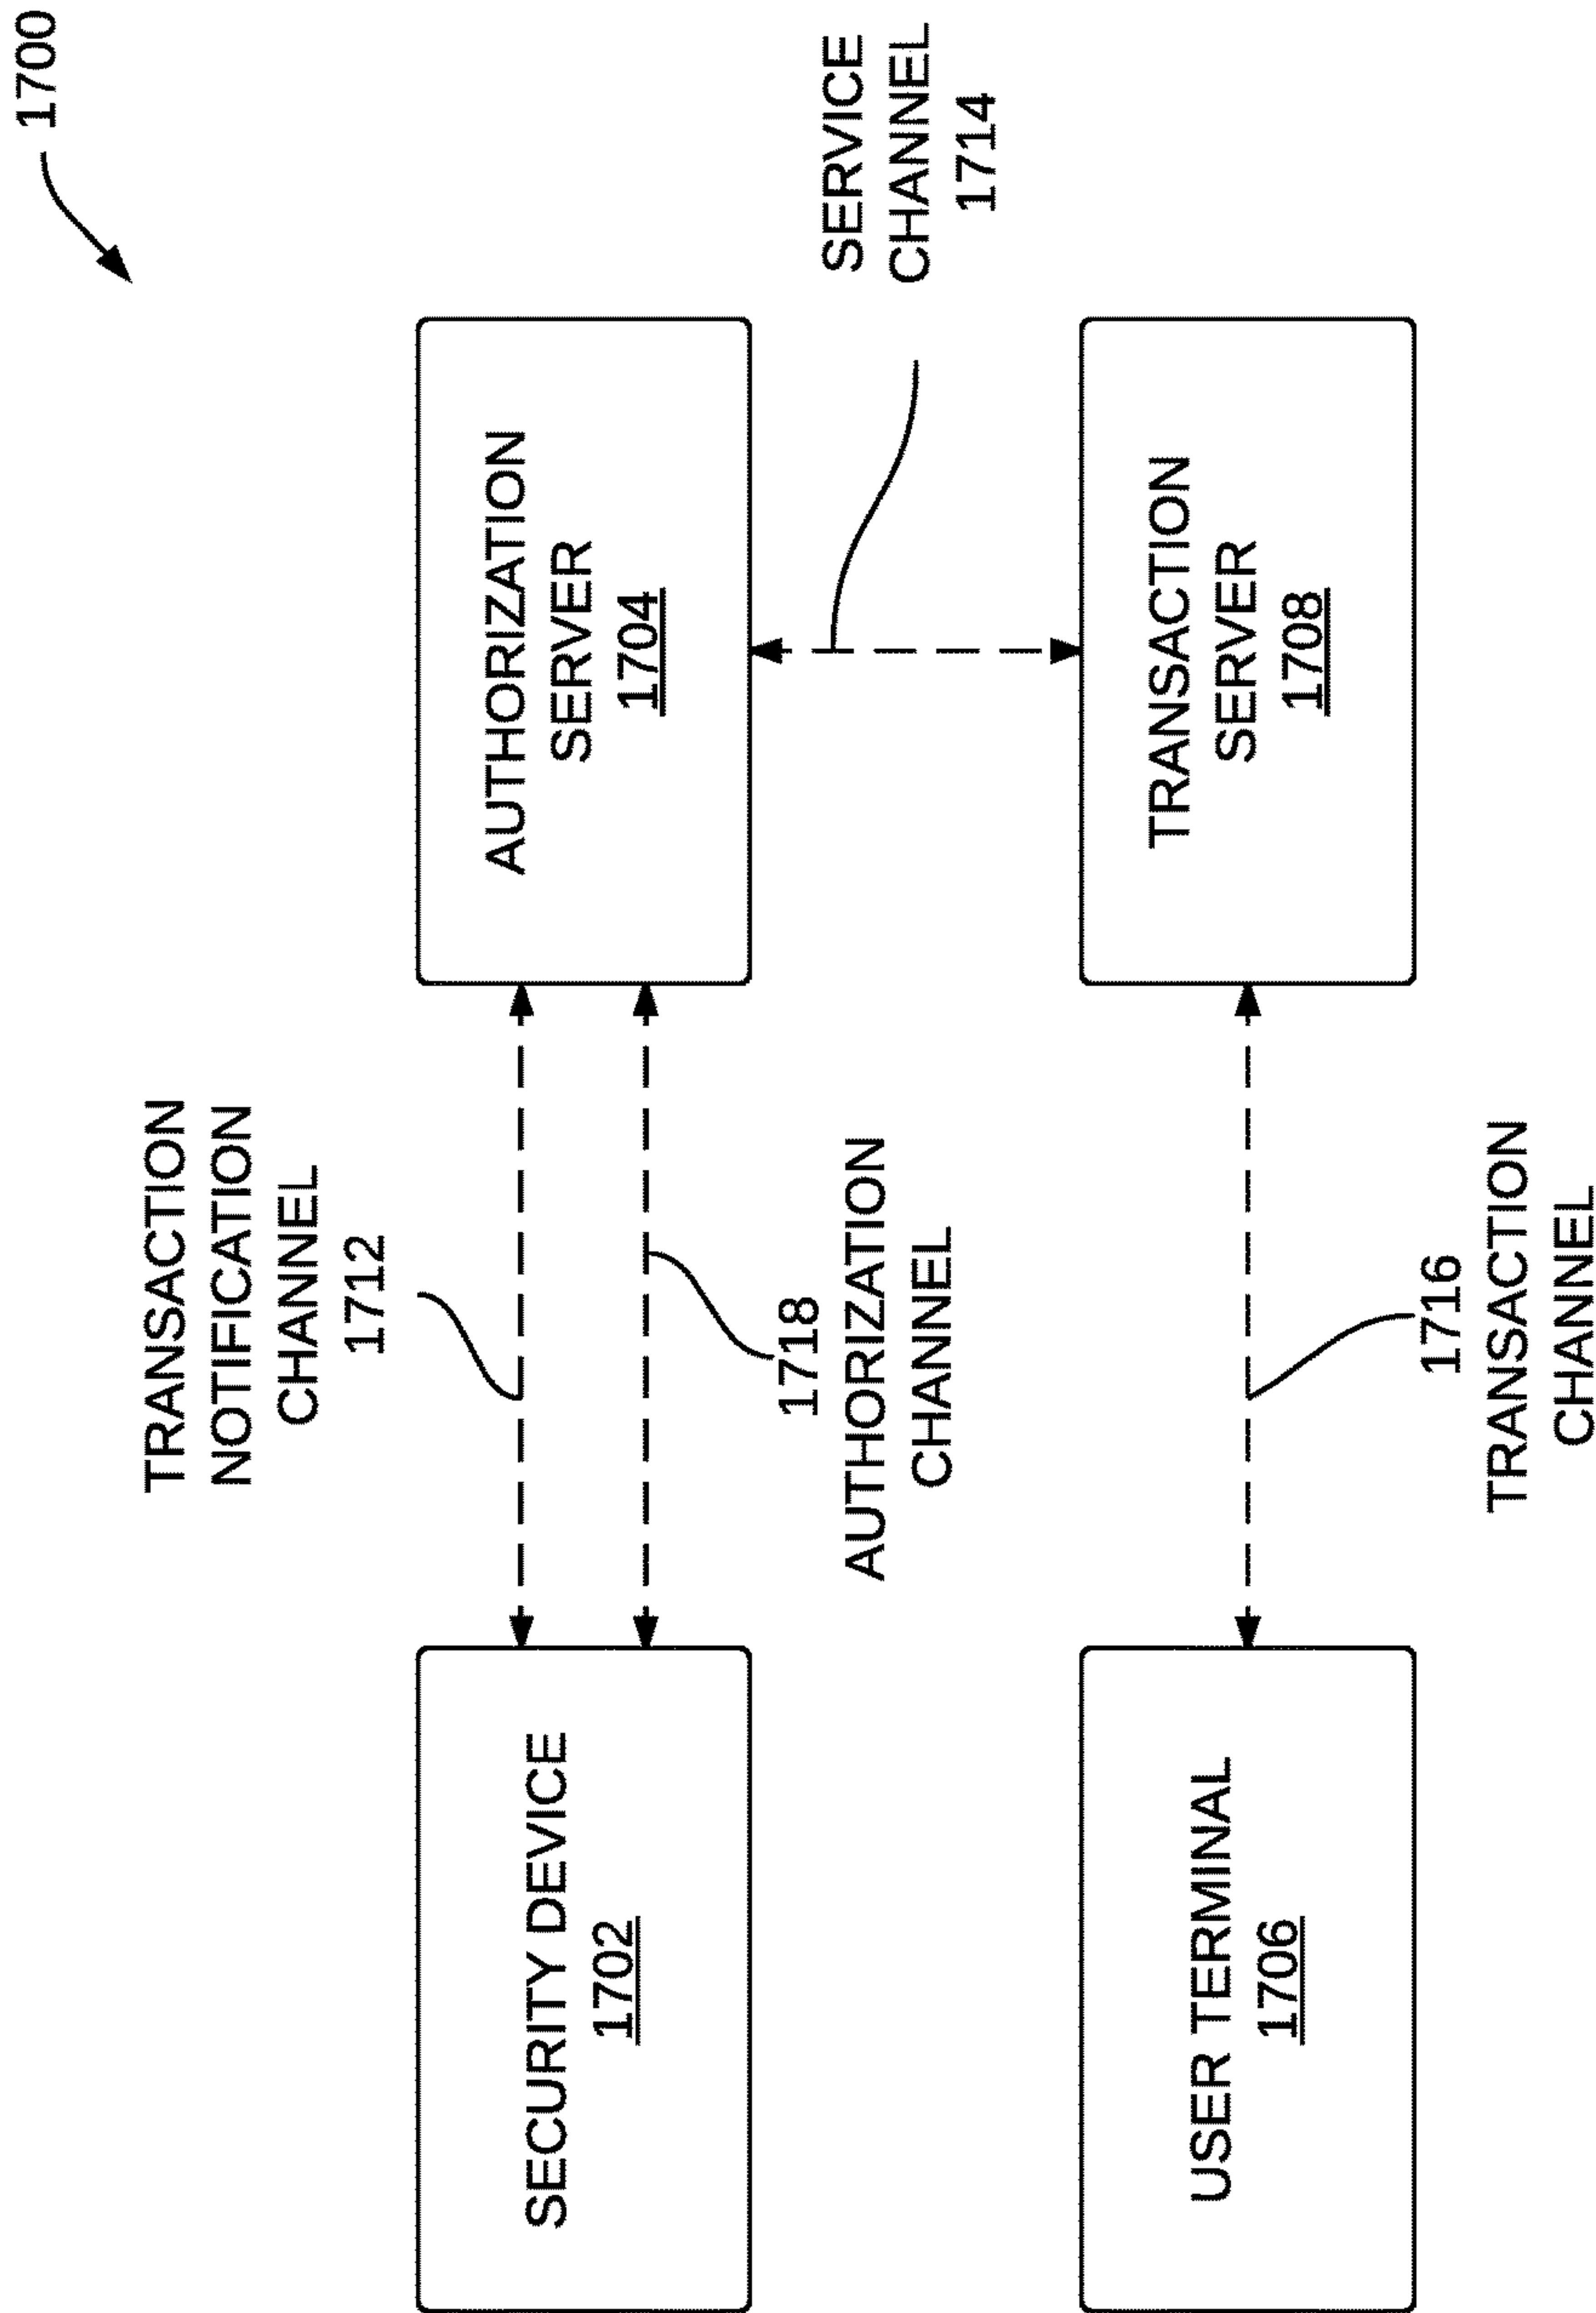 1700
TRANSACTION
NOTIFICATION
CHANNEL
1712
SECURITY DEVICE
1702
AUTHORIZATION
SERVER
1704
1718
AUTHORIZATION
CHANNEL
SERVICE
CHANNEL
1714
USER TERMINAL
1706
TRANSACTION
SERVER
1708
1716
TRANSACTION
CHANNEL